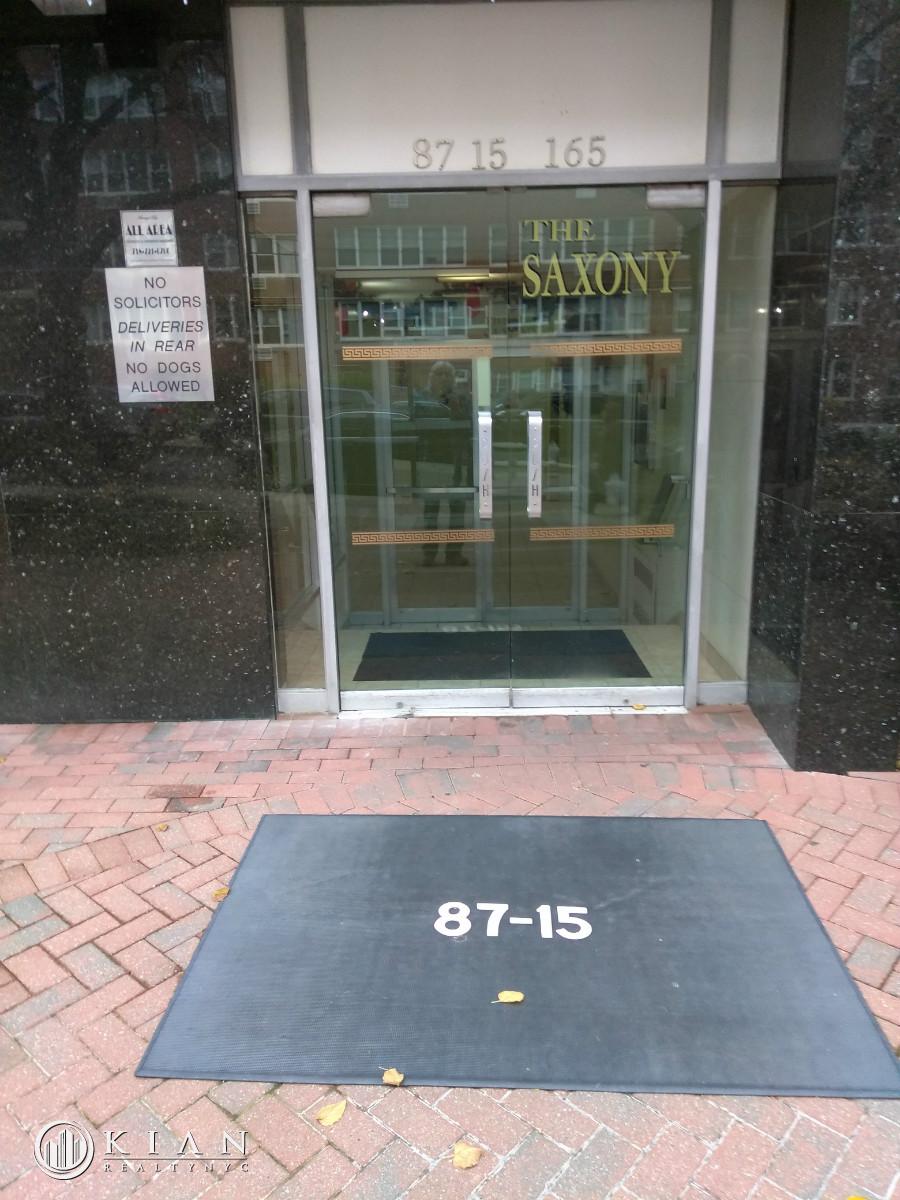 87 15 165
THE
SAXONY
ALL AREA
NO
SOLICITORS
DELIVERIES
IN REAR
NO DOGS
ALLOWED
87-15
KIAN
REALTYNYC